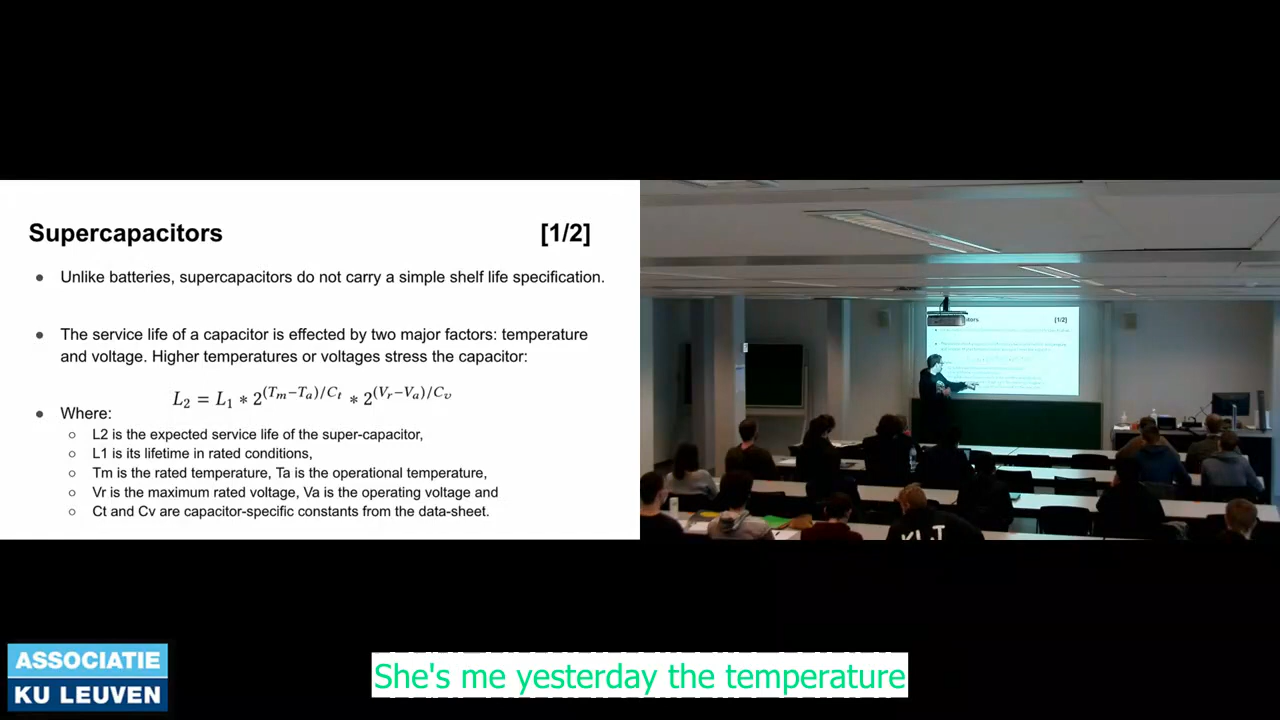 Supercapacitors [1/2]
● Unlike batteries, supercapacitors do not carry a simple shelf life specification.
● The service life of a capacitor is effected by two major factors: temperature
and voltage. Higher temperatures or voltages stress the capacitor:
L₂ = L₁ * 2^(Tₘ−Tₐ)/Cₜ * 2^(Vᵣ−Vₐ)/Cᵥ
● Where:
○ L2 is the expected service life of the super-capacitor,
○ L1 is its lifetime in rated conditions,
○ Tm is the rated temperature, Ta is the operational temperature,
○ Vr is the maximum rated voltage, Va is the operating voltage and
○ Ct and Cv are capacitor-specific constants from the data-sheet.
[1/2]
ASSOCIATIE
KU LEUVEN
She's me yesterday the temperature